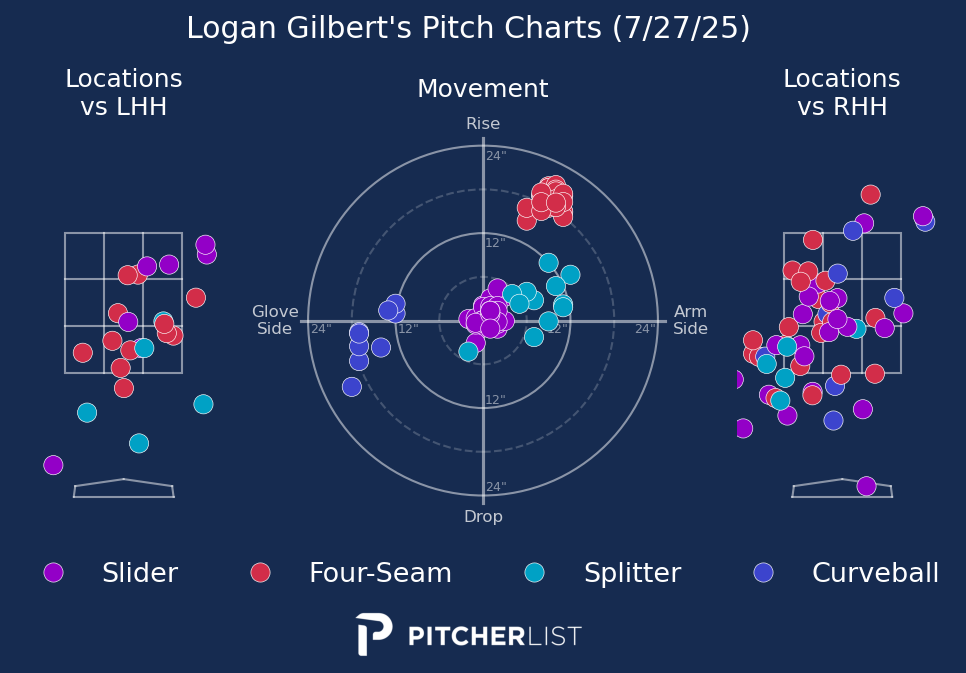 Logan Gilbert's Pitch Charts (7/27/25)
Locations
vs LHH
Movement
Locations
vs RHH
Rise
24"
12"
Glove
Side
24"
12"
12"
24"
Arm
Side
12"
24"
Drop
Slider
Four-Seam
Splitter
Curveball
PITCHERLIST